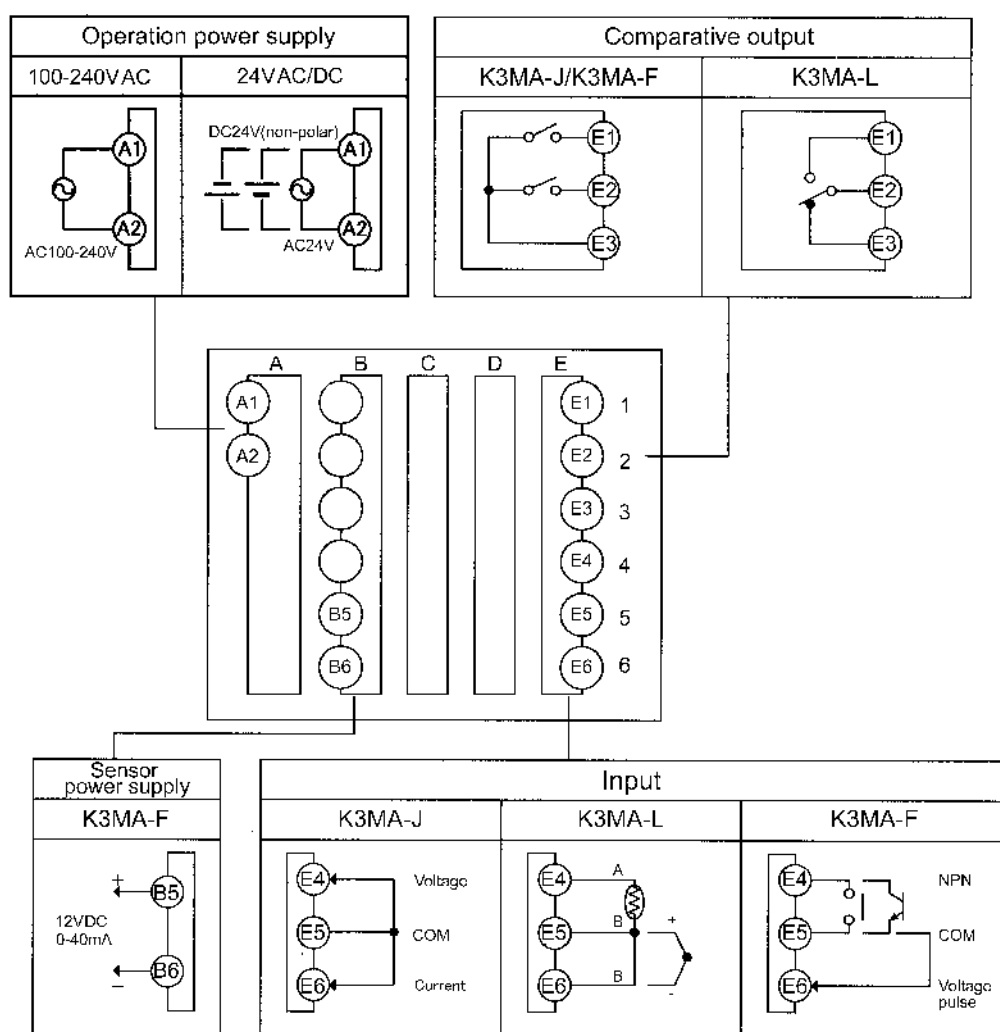 Operation power supply
100-240VAC
24VAC/DC
A1
A2
AC100-240V
DC24V(non-polar)
A1
A2
AC24V
Comparative output
K3MA-J/K3MA-F
K3MA-L
E1
E2
E3
E1
E2
E3
A B C D E
A1 E1 1
A2 E2 2
E3 3
E4 4
B5 E5 5
B6 E6 6
Sensor
power supply
K3MA-F
+
B5
12VDC
0-40mA
B6
–
Input
K3MA-J
E4 Voltage
E5 COM
E6 Current
K3MA-L
E4 A
E5 B +
E6 B -
K3MA-F
E4 NPN
E5 COM
E6 Voltage
pulse